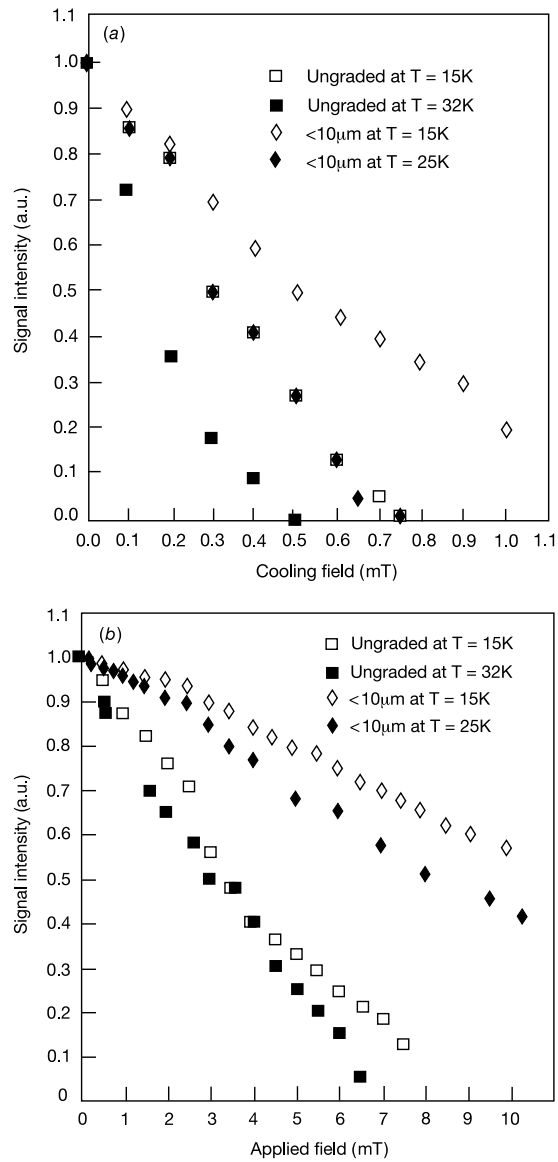 1.1
(a)
1.0
0.9
0.8
0.7
0.6
0.5
0.4
0.3
0.2
0.1
0.0
Signal intensity (a.u.)
Ungraded at T = 15K
Ungraded at T = 32K
<10μm at T = 15K
<10μm at T = 25K
0.0 0.1 0.2 0.3 0.4 0.5 0.6 0.7 0.8 0.9 1.0 1.1
Cooling field (mT)
1.1
(b)
1.0
0.9
0.8
0.7
0.6
0.5
0.4
0.3
0.2
0.1
0
Signal intensity (a.u.)
Ungraded at T = 15K
Ungraded at T = 32K
<10μm at T = 15K
<10μm at T = 25K
0 1 2 3 4 5 6 7 8 9 10
Applied field (mT)